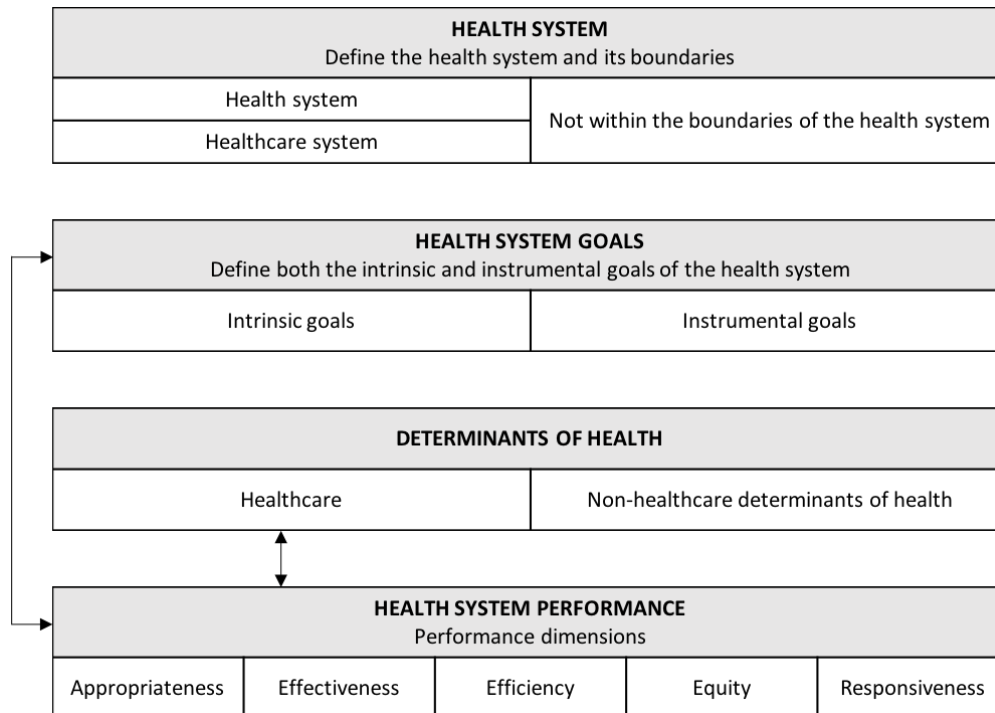 HEALTH SYSTEM
Define the health system and its boundaries
Health system
Healthcare system
Not within the boundaries of the health system
HEALTH SYSTEM GOALS
Define both the intrinsic and instrumental goals of the health system
Intrinsic goals
Instrumental goals
DETERMINANTS OF HEALTH
Healthcare
Non-healthcare determinants of health
HEALTH SYSTEM PERFORMANCE
Performance dimensions
Appropriateness
Effectiveness
Efficiency
Equity
Responsiveness